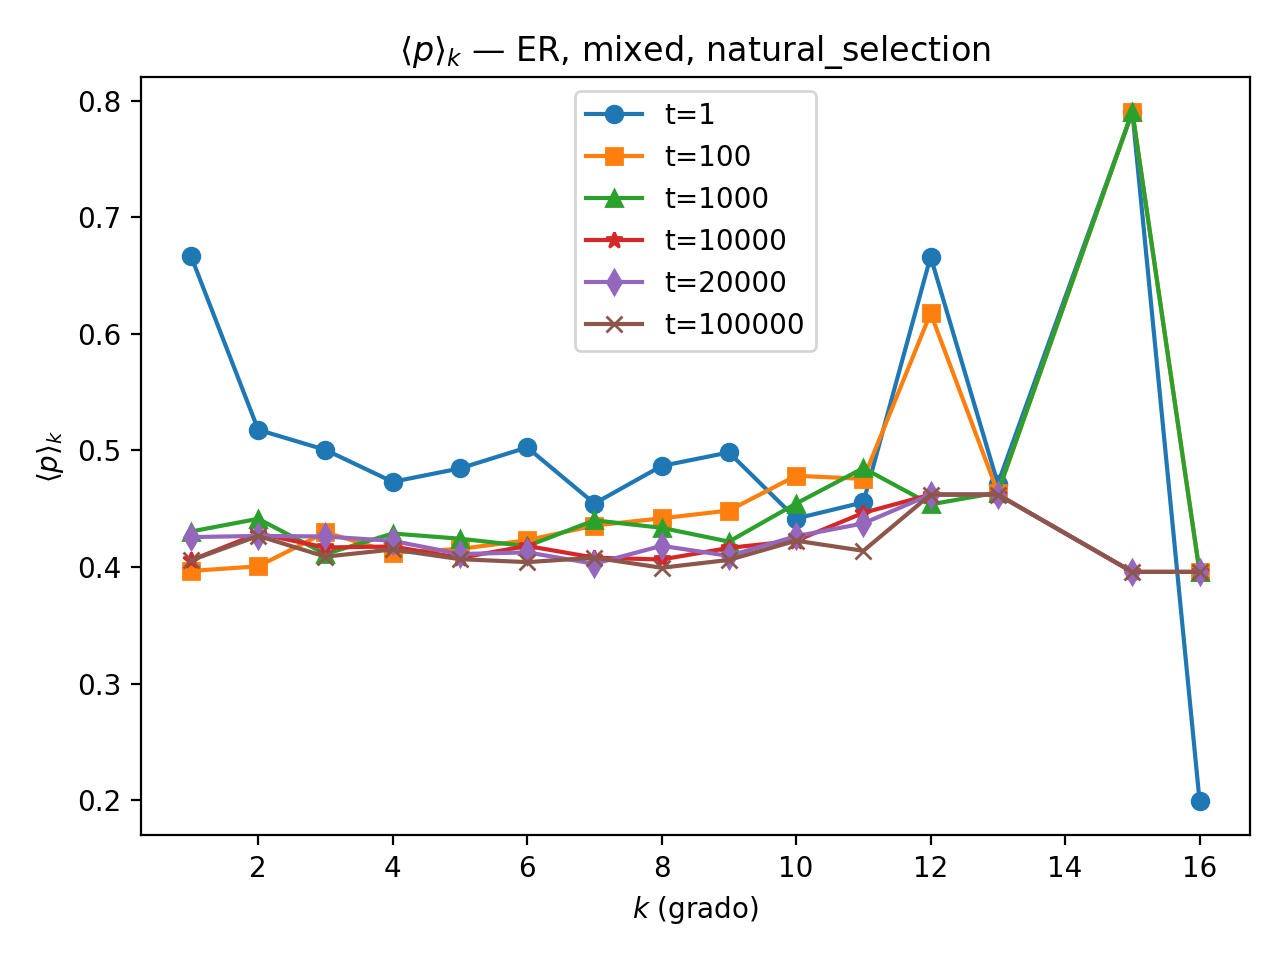 ⟨p⟩k — ER, mixed, natural_selection
t=1
t=100
t=1000
t=10000
t=20000
t=100000
⟨p⟩k
0.8
0.7
0.6
0.5
0.4
0.3
0.2
2 4 6 8 10 12 14 16
k (grado)